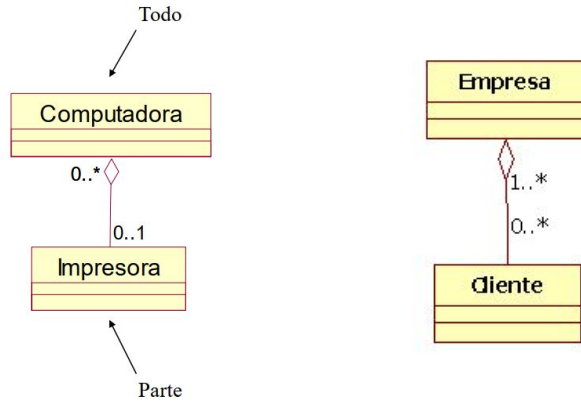 Todo
Computadora
0..*
0..1
Impresora
Parte
Empresa
1..*
0..*
Cliente